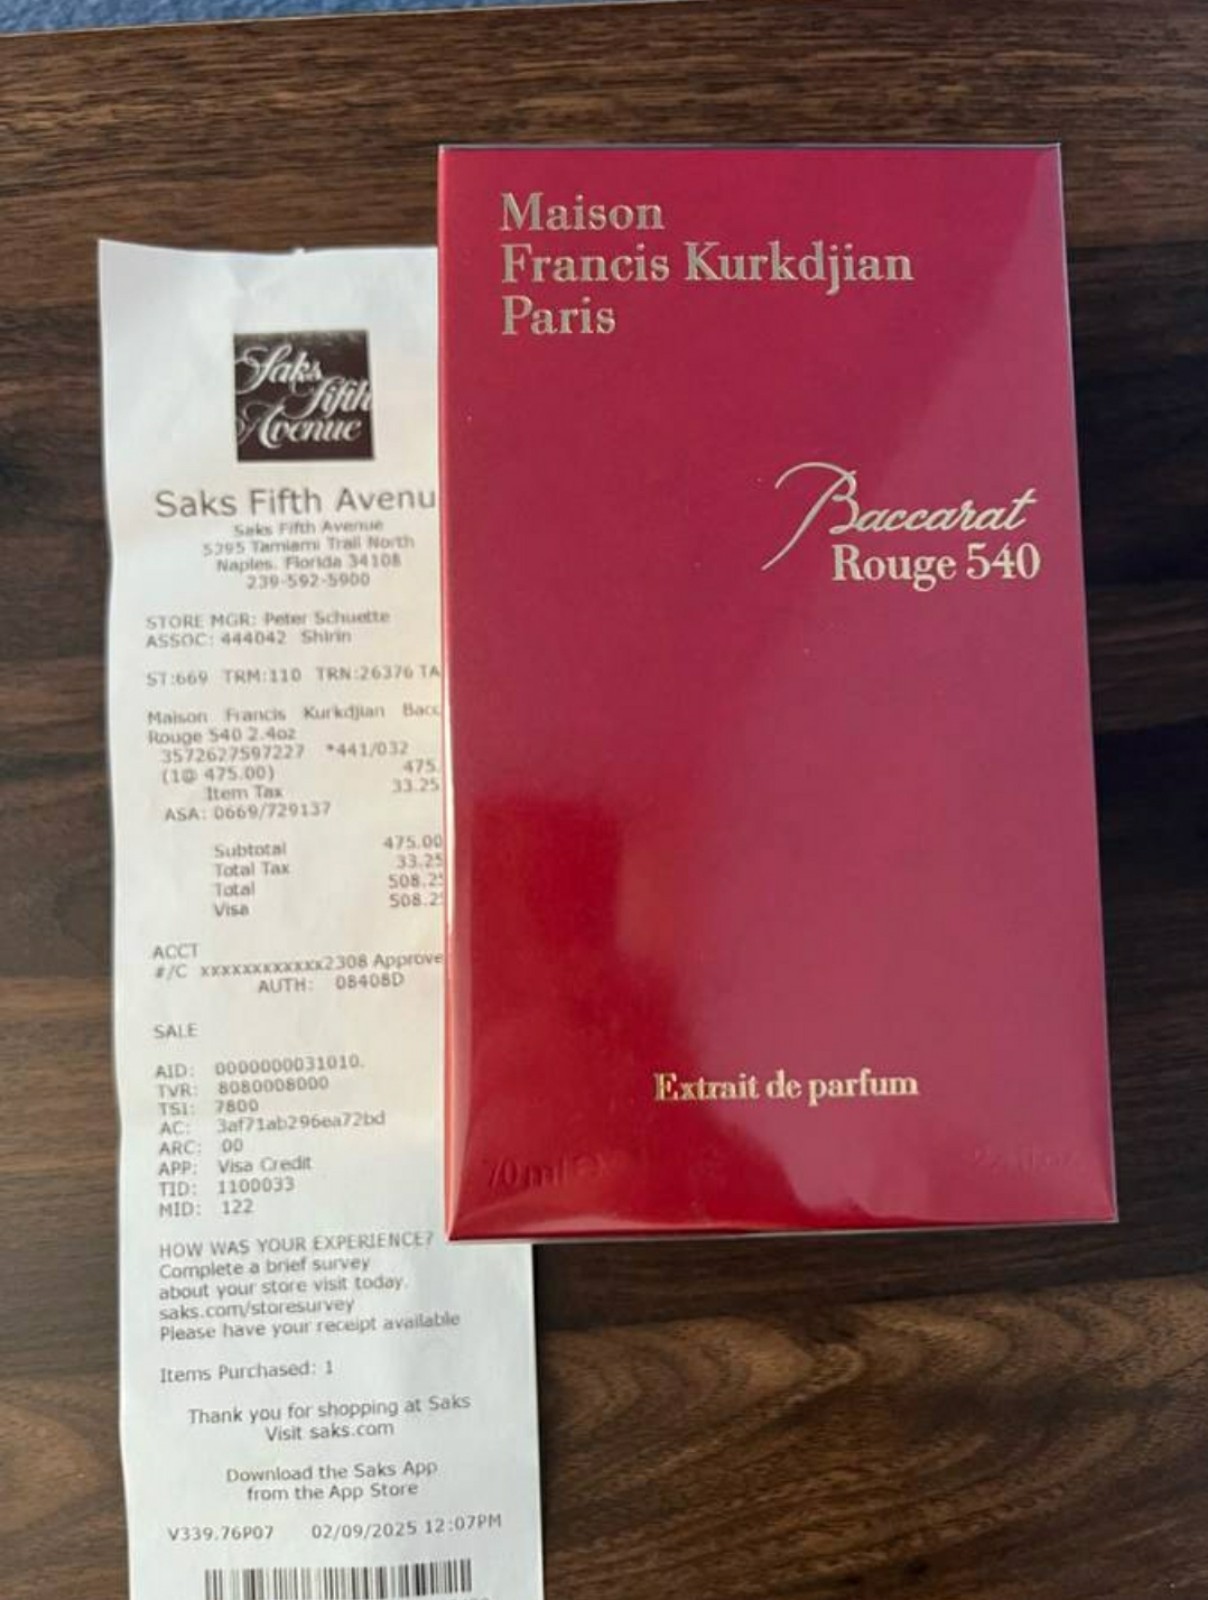 Saks
Fifth
Avenue
Saks Fifth Avenu
Saks Fifth Avenue
5295 Tamiami Trail North
Naples, Florida 34108
239-592-5900
STORE MGR: Peter Schuette
ASSOC: 444042 Shirin
ST:669 TRM:110 TRN:26376 TA
Maison Francis Kurkdjian Bacc
Rouge 540 2.4oz
3572627597227 *441/032
(1@ 475.00) 475.
Item Tax 33.25
ASA: 0669/729137
Subtotal 475.00
Total Tax 33.25
Total 508.2
Visa 508.2
ACCT
#/C xxxxxxxxxxxx2308 Approve
AUTH: 08408D
SALE
AID: 0000000031010.
TVR: 8080008000
TSI: 7800
AC: 3af71ab296ea72bd
ARC: 00
APP: Visa Credit
TID: 1100033
MID: 122
HOW WAS YOUR EXPERIENCE?
Complete a brief survey
about your store visit today.
saks.com/storesurvey
Please have your receipt available
Items Purchased: 1
Thank you for shopping at Saks
Visit saks.com
Download the Saks App
from the App Store
V339.76P07 02/09/2025 12:07PM
Maison
Francis Kurkdjian
Paris
Baccarat
Rouge 540
Extrait de parfum
70 ml